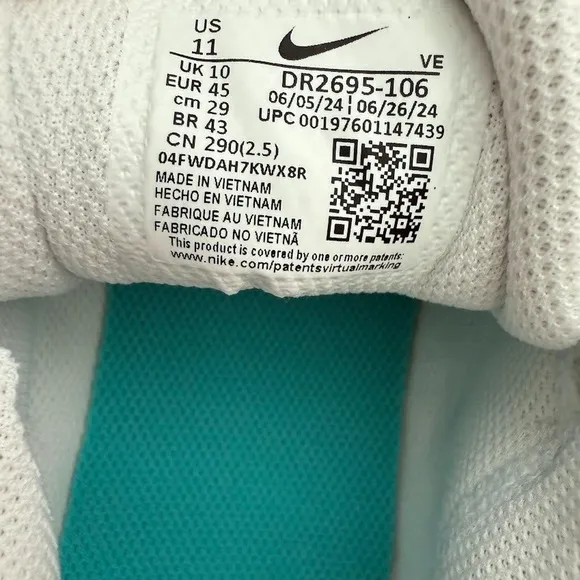 US
11
VE
UK 10
EUR 45
cm 29
BR 43
CN 290(2.5)
DR2695-106
06/05/24 | 06/26/24
UPC 00197601147439
04FWDAH7KWX8R
MADE IN VIETNAM
HECHO EN VIETNAM
FABRIQUE AU VIETNAM
FABRICADO NO VIETNÃ
This product is covered by one or more patents:
www.nike.com/patentsvirtualmarking